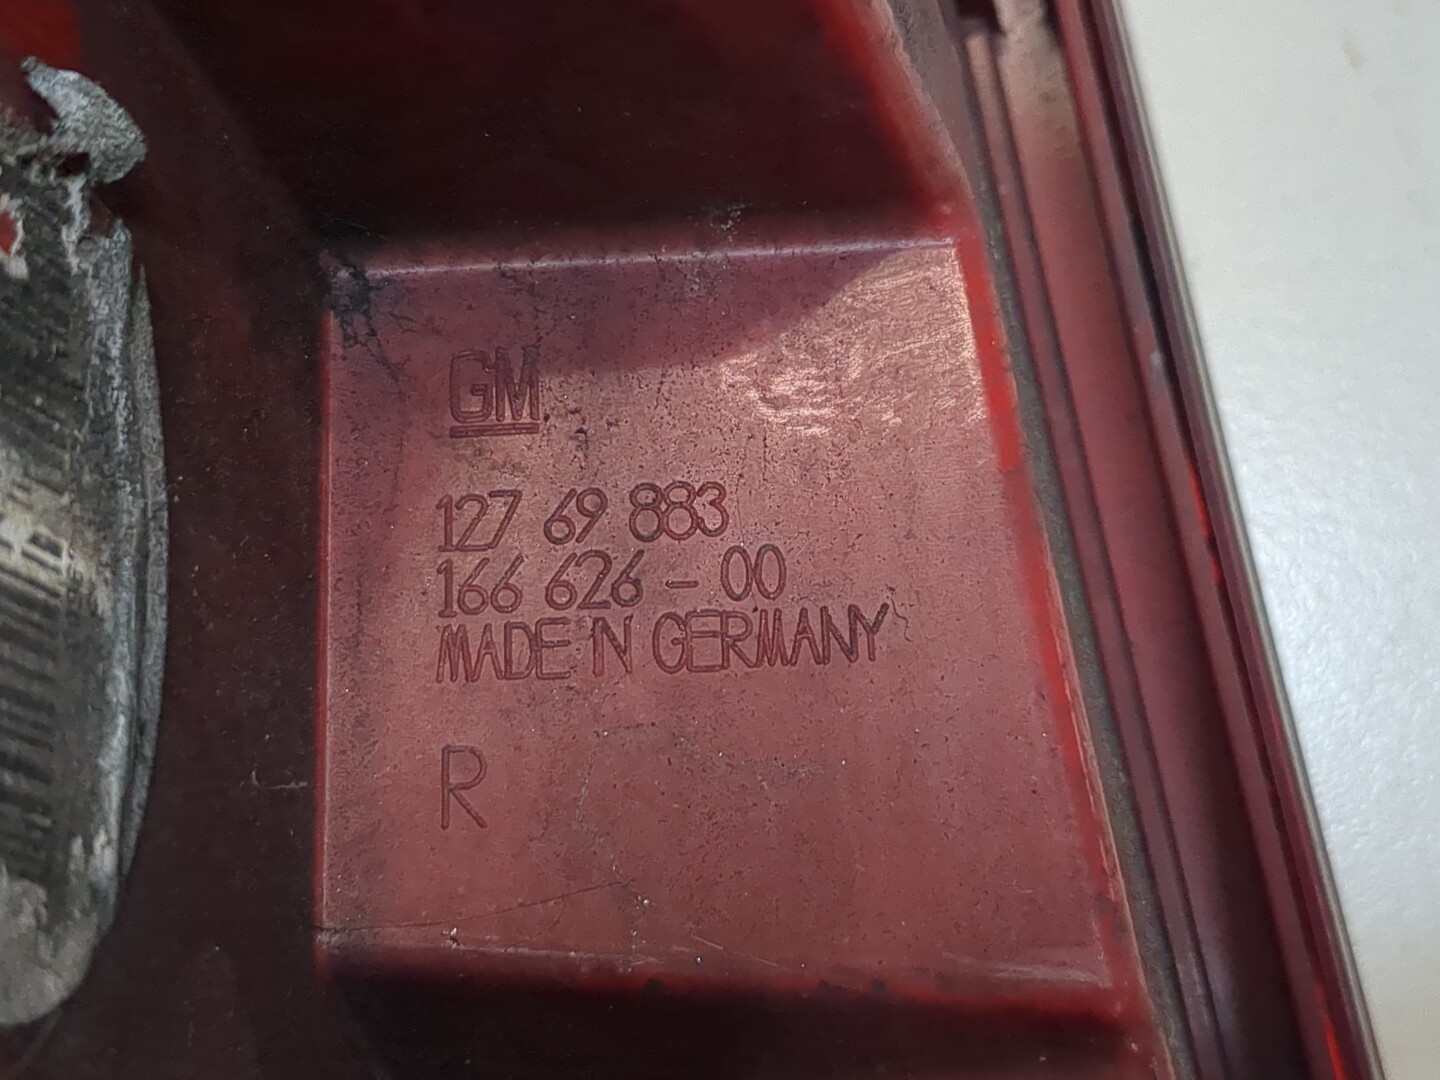 GM
127 69 883
166 626-00
MADE IN GERMANY
R